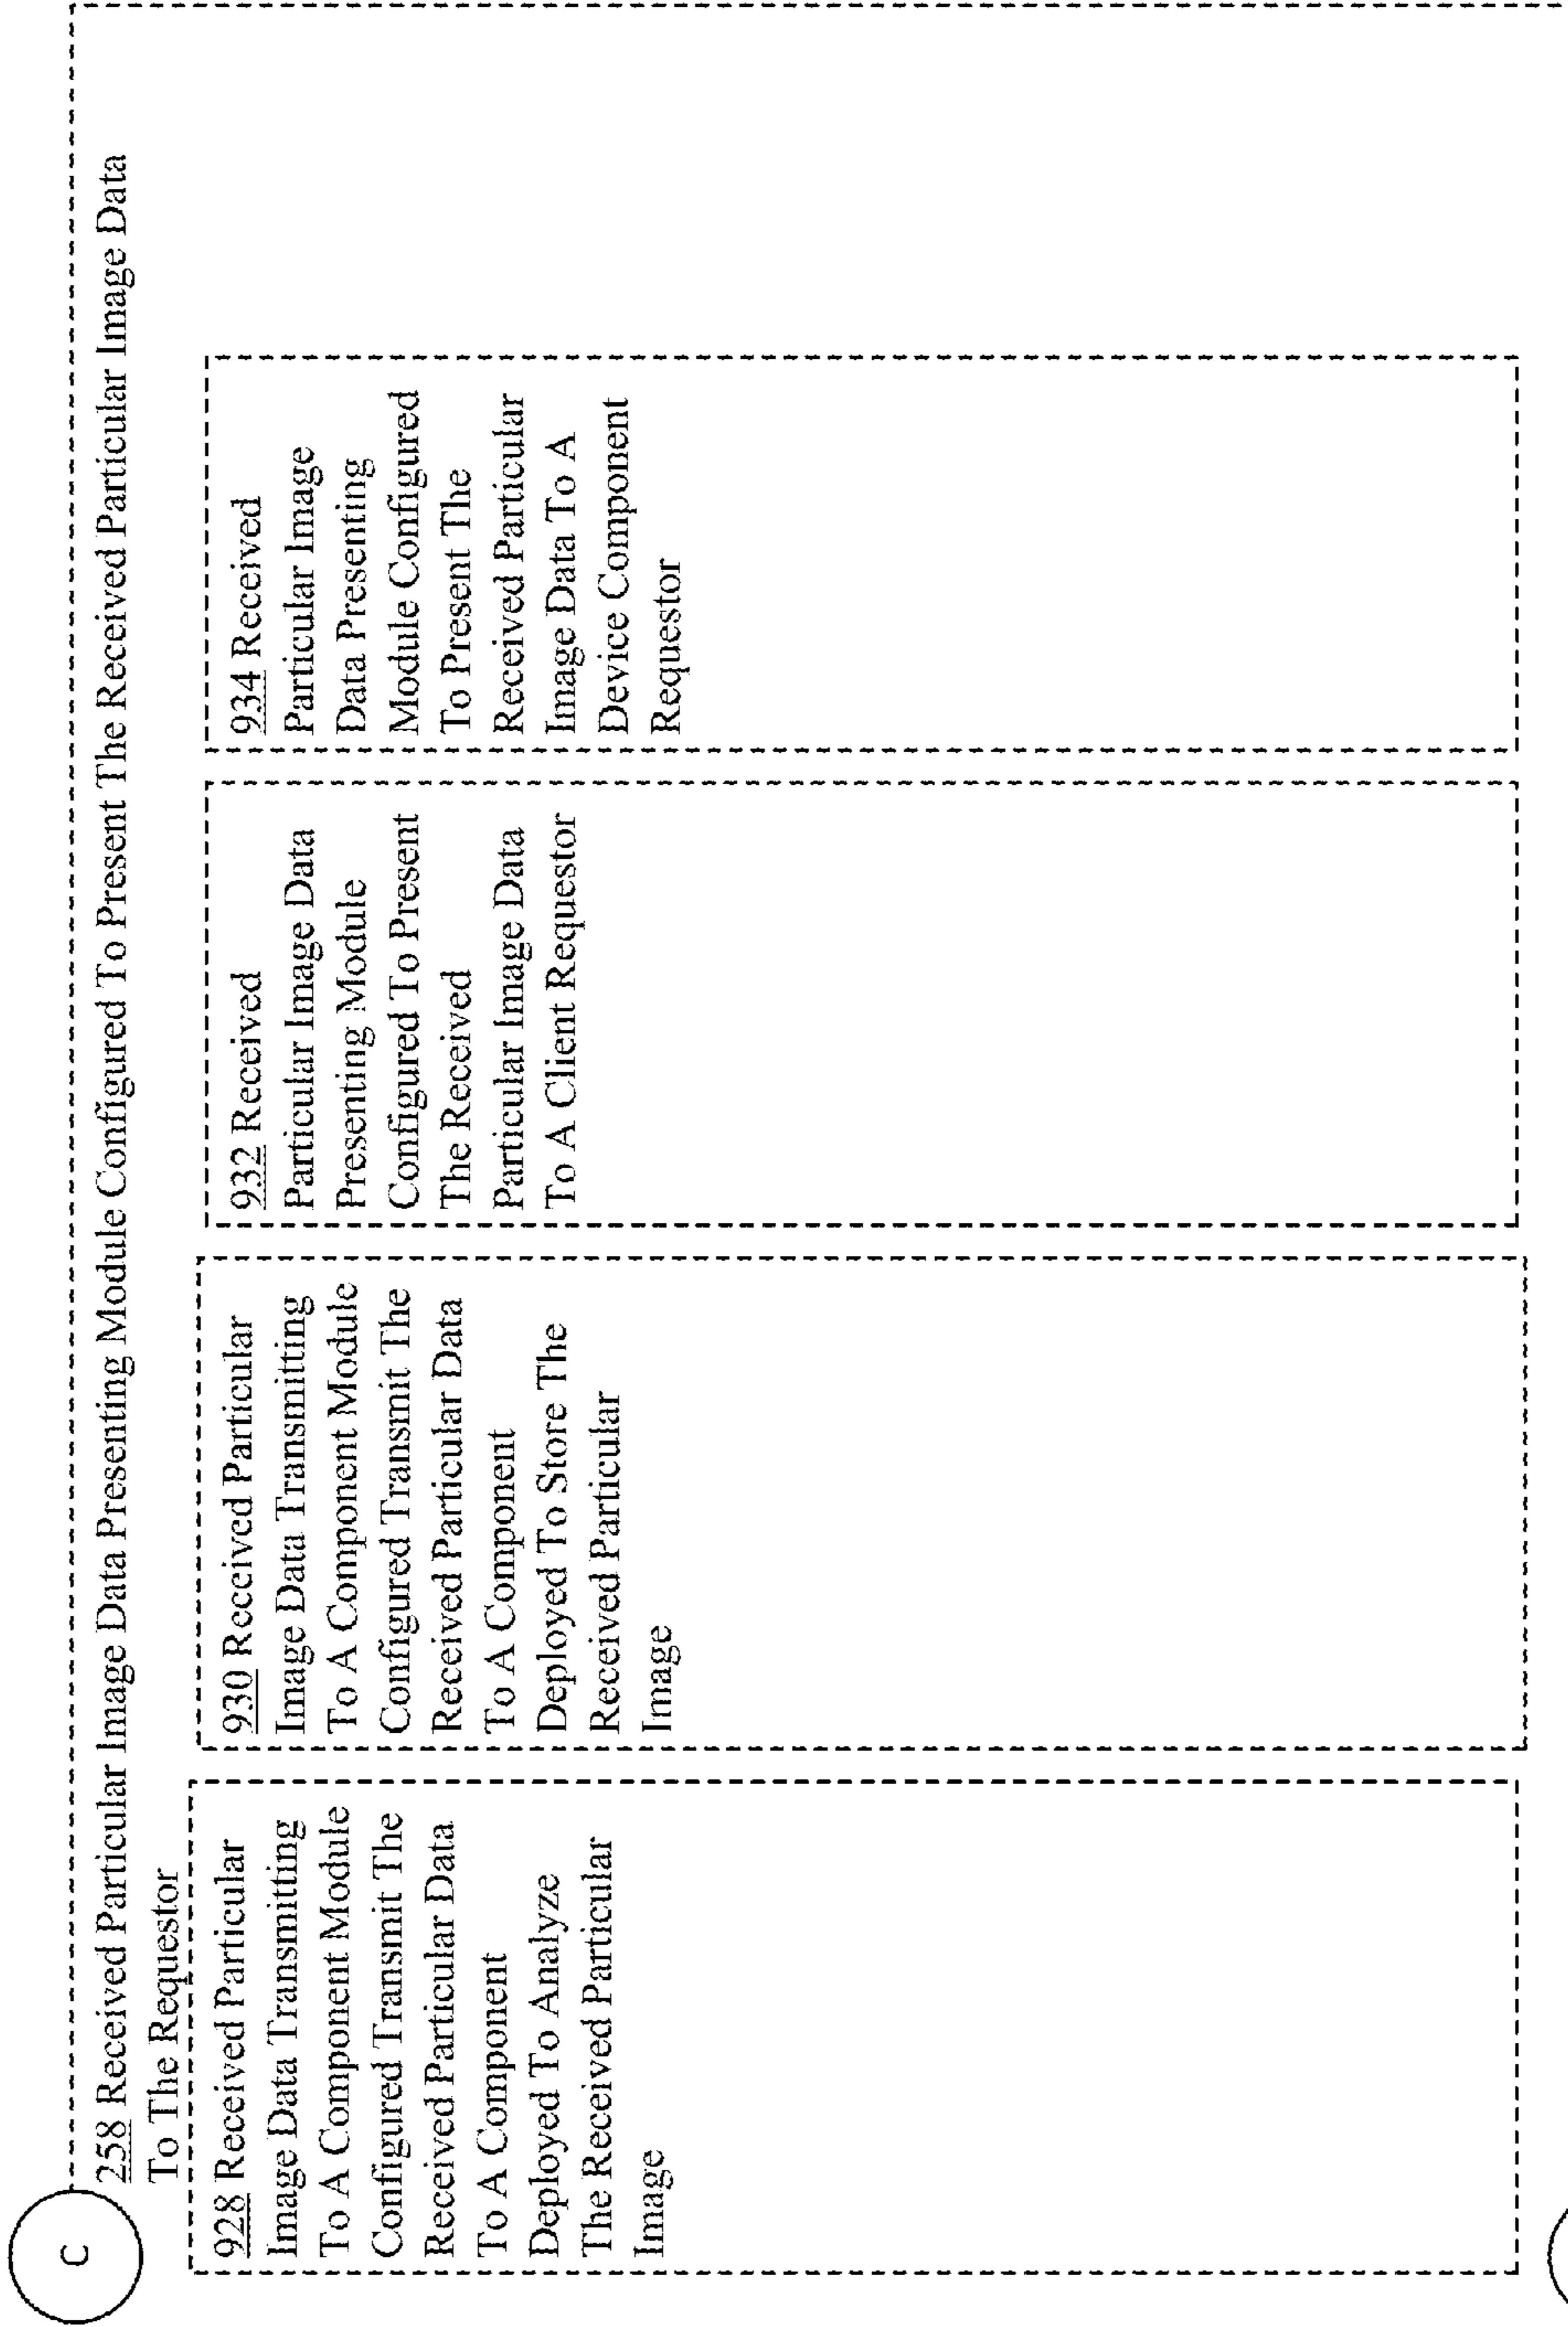 C
258 Received Particular Image Data Presenting Module Configured To Present The Received Particular Image Data
To The Requestor
928 Received Particular
Image Data Transmitting
To A Component Module
Configured Transmit The
Received Particular Data
To A Component
Deployed To Analyze
The Received Particular
Image
930 Received Particular
Image Data Transmitting
To A Component Module
Configured Transmit The
Received Particular Data
To A Component
Deployed To Store The
Received Particular
Image
932 Received
Particular Image Data
Presenting Module
Configured To Present
The Received
Particular Image Data
To A Client Requestor
934 Received
Particular Image
Data Presenting
Module Configured
To Present The
Received Particular
Image Data To A
Device Component
Requestor